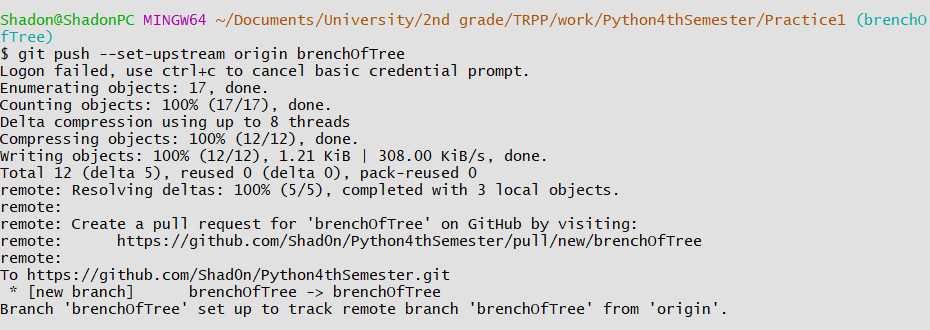 Shadon@ShadonPC MINGW64 ~/Documents/University/2nd grade/TRPP/work/Python4thSemester/Practice1 (brenchO
fTree)
$ git push --set-upstream origin brenchOfTree
Logon failed, use ctrl+c to cancel basic credential prompt.
Enumerating objects: 17, done.
Counting objects: 100% (17/17), done.
Delta compression using up to 8 threads
Compressing objects: 100% (12/12), done.
Writing objects: 100% (12/12), 1.21 KiB | 308.00 KiB/s, done.
Total 12 (delta 5), reused 0 (delta 0), pack-reused 0
remote: Resolving deltas: 100% (5/5), completed with 3 local objects.
remote:
remote: Create a pull request for 'brenchOfTree' on GitHub by visiting:
remote:      https://github.com/Shad0n/Python4thSemester/pull/new/brenchOfTree
remote:
To https://github.com/Shad0n/Python4thSemester.git
 * [new branch]      brenchOfTree -> brenchOfTree
Branch 'brenchOfTree' set up to track remote branch 'brenchOfTree' from 'origin'.